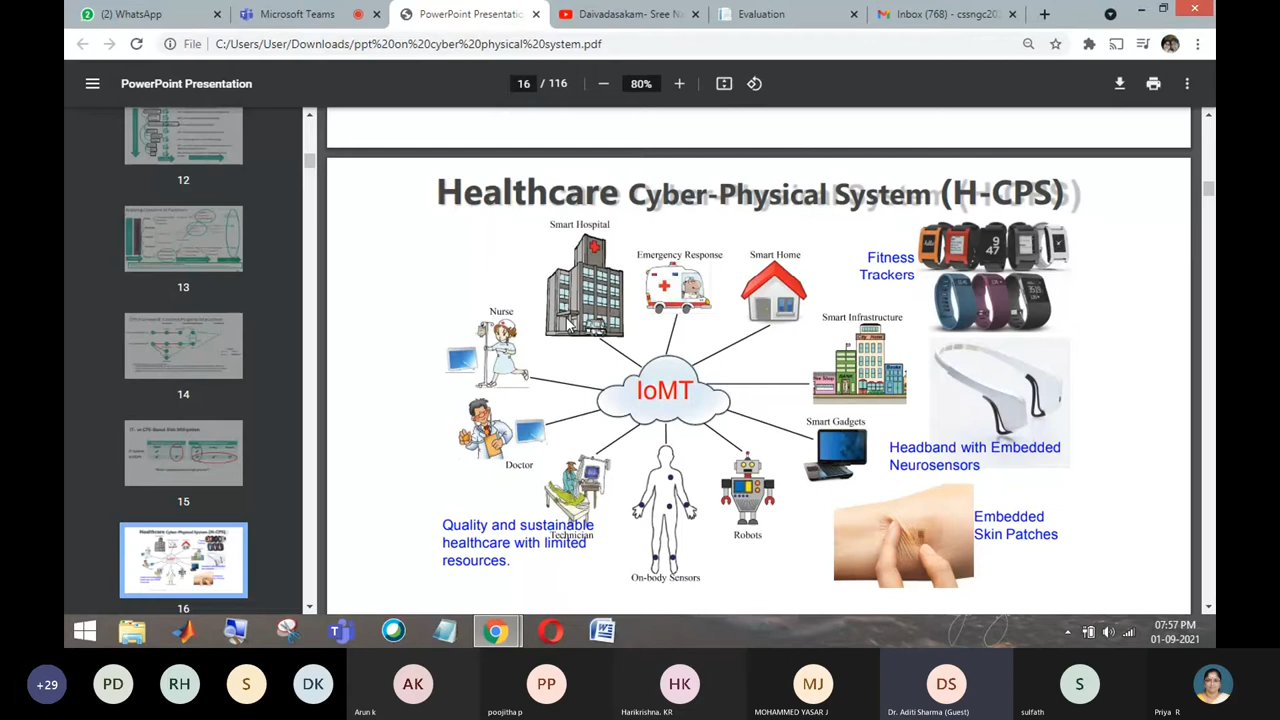 (2) WhatsApp
Microsoft Teams
PowerPoint Presentatio
Daivadasakam- Sree Na
Evaluation
Inbox (768) - cssngc20
File
C:/Users/User/Downloads/ppt%20on%20cyber%20physical%20system.pdf
PowerPoint Presentation
16 / 116
80%
12
13
14
15
16
Healthcare Cyber-Physical System (H-CPS)
Smart Hospital
Emergency Response
Smart Home
Fitness
Trackers
Nurse
Smart Infrastructure
IoMT
Smart Gadgets
Doctor
Headband with Embedded
Neurosensors
Embedded
Skin Patches
Quality and sustainable
healthcare with limited
resources.
Technician
Robots
On-body Sensors
07:57 PM
01-09-2021
+29
PD
RH
S
DK
AK
PP
HK
MJ
DS
S
Arun k
poojitha p
Harikrishna. KR
MOHAMMED YASAR J
Dr. Aditi Sharma (Guest)
sulfath
Priya R